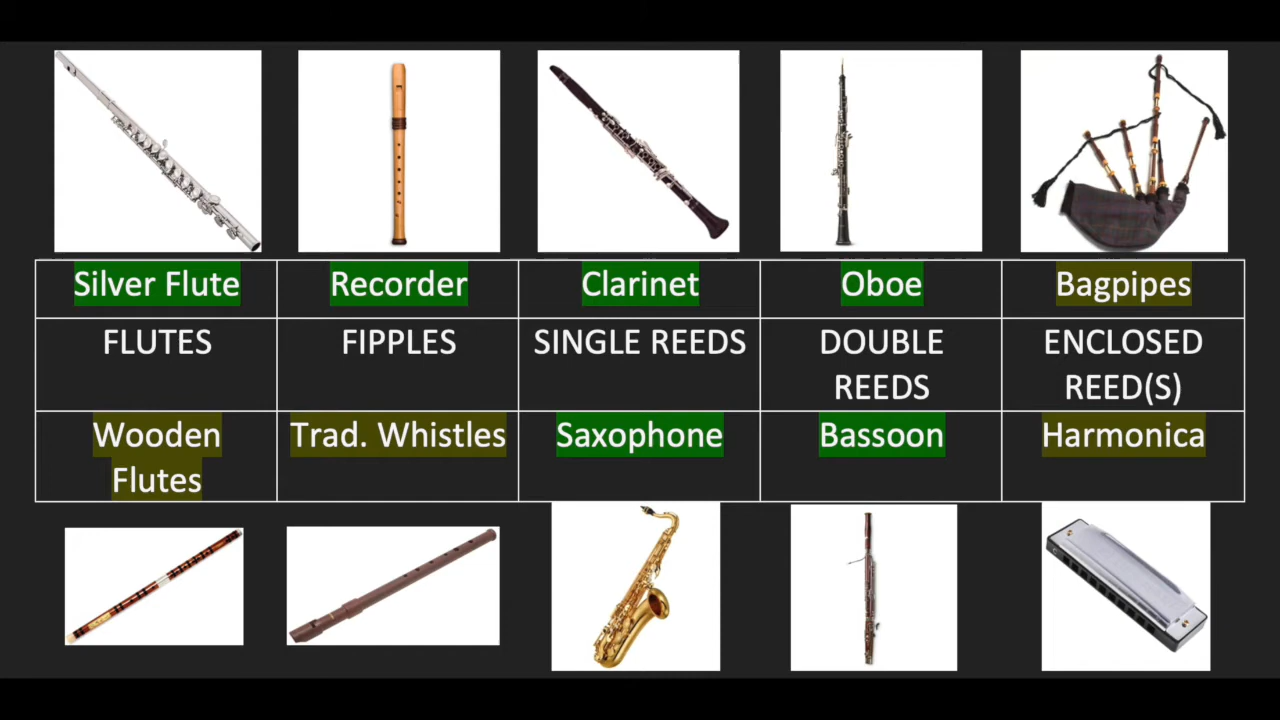 Silver Flute
Recorder
Clarinet
Oboe
Bagpipes
FLUTES
FIPPLES
SINGLE REEDS
DOUBLE
REEDS
ENCLOSED
REED(S)
Wooden
Flutes
Trad. Whistles
Saxophone
Bassoon
Harmonica